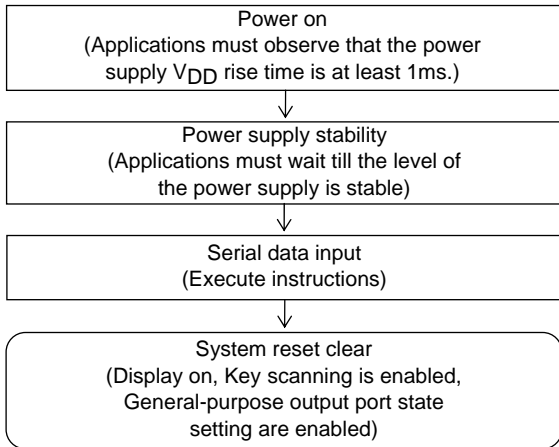 Power on
(Applications must observe that the power
supply VDD rise time is at least 1ms.)
Power supply stability
(Applications must wait till the level of
the power supply is stable)
Serial data input
(Execute instructions)
System reset clear
(Display on, Key scanning is enabled,
General-purpose output port state
setting are enabled)